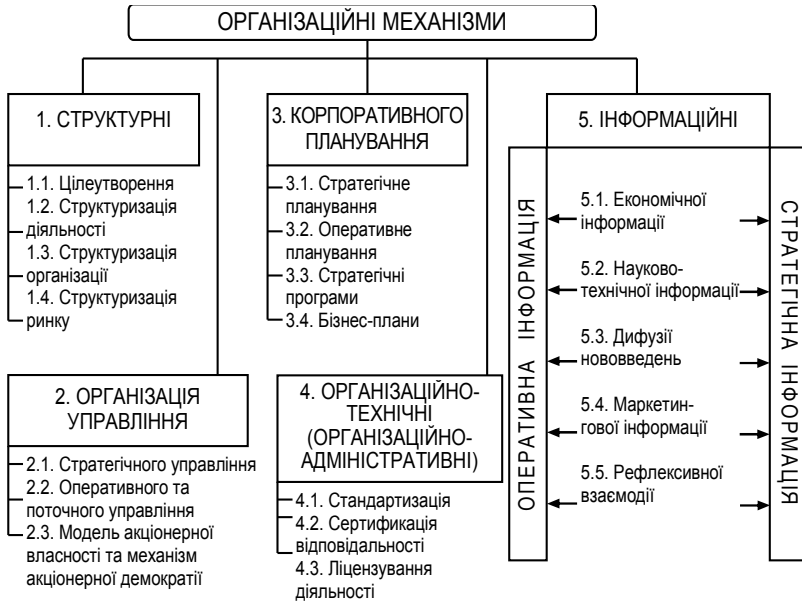 ОРГАНІЗАЦІЙНІ МЕХАНІЗМИ
1. СТРУКТУРНІ
1.1. Цілеутворення
1.2. Структуризація
діяльності
1.3. Структуризація
організації
1.4. Структуризація
ринку
2. ОРГАНІЗАЦІЯ
УПРАВЛІННЯ
2.1. Стратегічного управління
2.2. Оперативного та
поточного управління
2.3. Модель акціонерної
власності та механізм
акціонерної демократії
3. КОРПОРАТИВНОГО
ПЛАНУВАННЯ
3.1. Стратегічне
планування
3.2. Оперативне
планування
3.3. Стратегічні
програми
3.4. Бізнес-плани
4. ОРГАНІЗАЦІЙНО-
ТЕХНІЧНІ
(ОРГАНІЗАЦІЙНО-
АДМІНІСТРАТИВНІ)
4.1. Стандартизація
4.2. Сертификація
відповідальності
4.3. Ліцензування
діяльності
5. ІНФОРМАЦІЙНІ
ОПЕРАТИВНА ІНФОРМАЦІЯ
5.1. Економічної
інформації
5.2. Науково-
технічної інформації
5.3. Дифузії
нововведень
5.4. Маркетин-
гової інформації
5.5. Рефлексивної
взаємодії
СТРАТЕГІЧНА ІНФОРМАЦІЯ